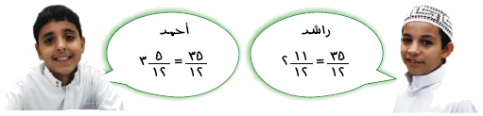 راشد
٢ ١١/١٢ = ٣٥/١٢
أحمد
٣ ٥/١٢ = ٣٥/١٢